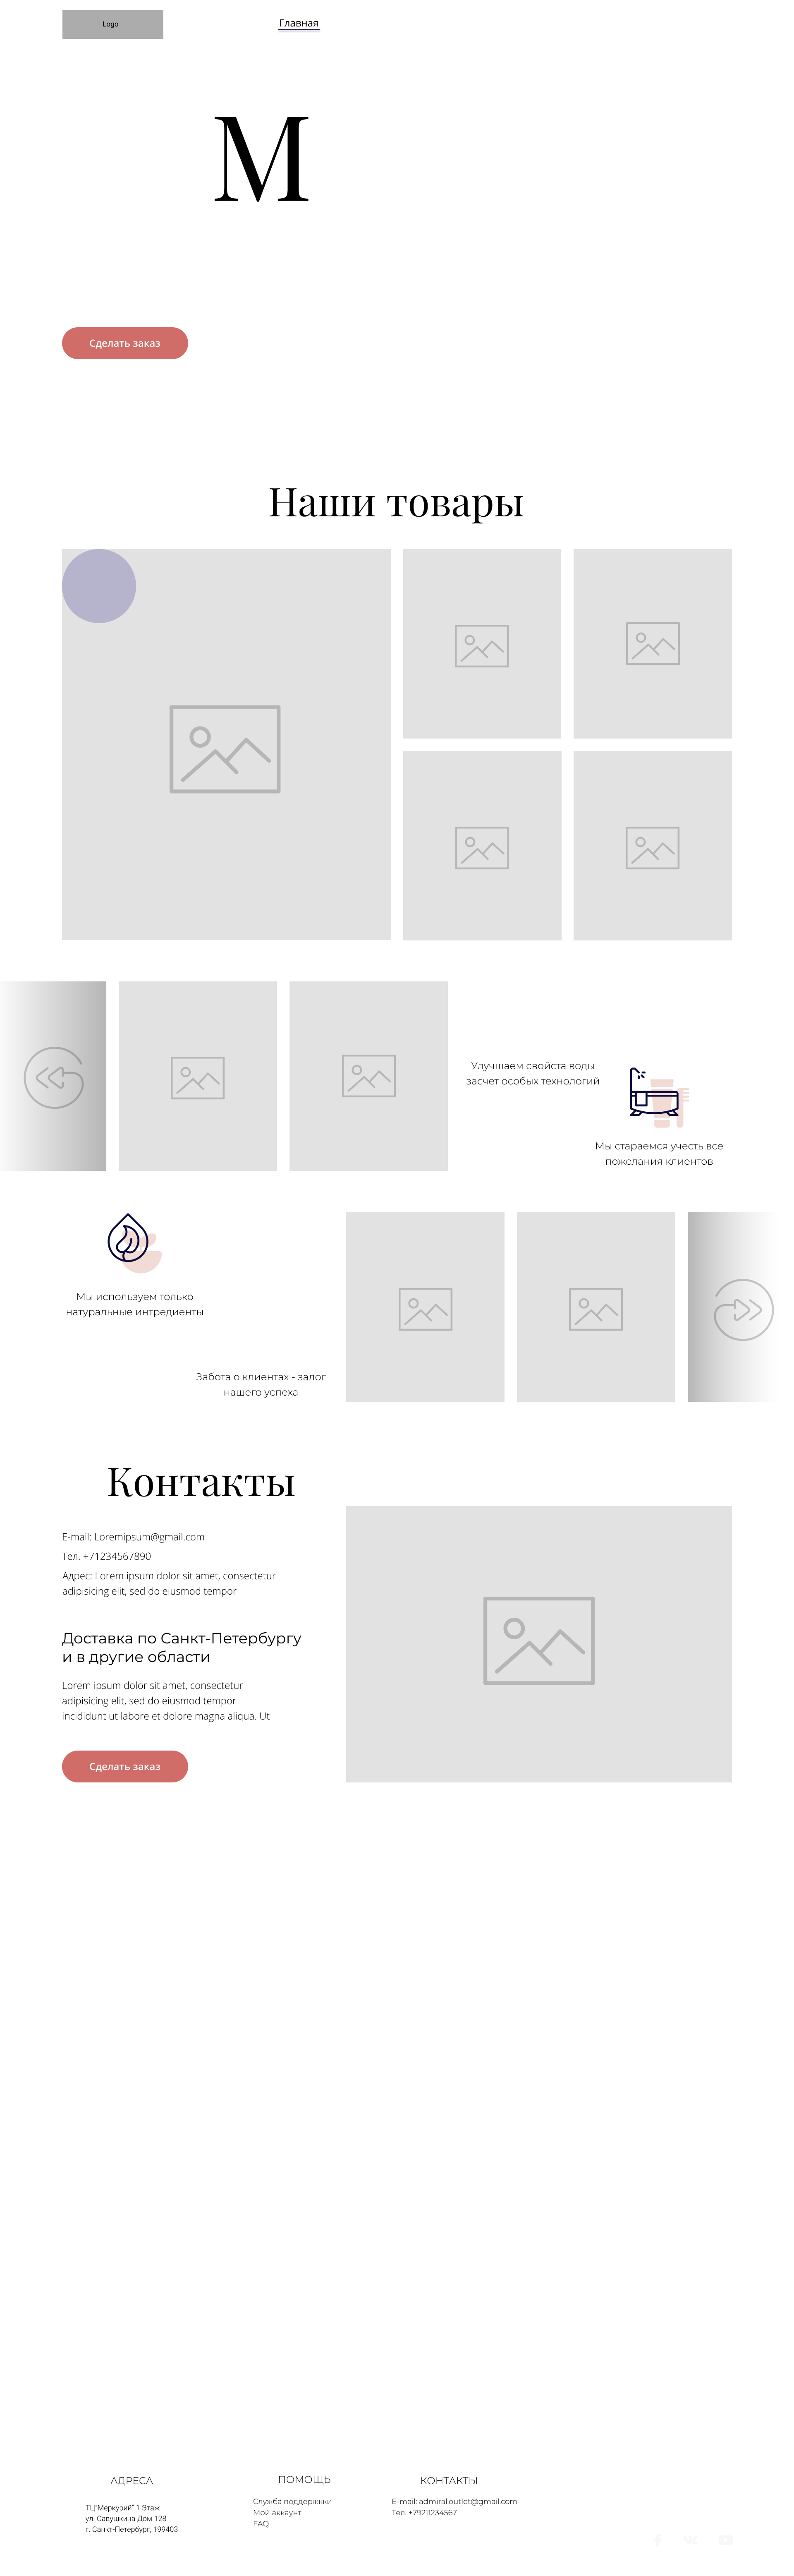 Logo
Главная
М
Сделать заказ
Наши товары
Улучшаем свойста воды
засчет особых технологий
Мы стараемся учесть все
пожелания клиентов
Мы используем только
натуральные интредиенты
Забота о клиентах - залог
нашего успеха
Контакты
E-mail: Loremipsum@gmail.com
Тел. +71234567890
Адрес: Lorem ipsum dolor sit amet, consectetur
adipisicing elit, sed do eiusmod tempor
Доставка по Санкт-Петербургу
и в другие области
Lorem ipsum dolor sit amet, consectetur
adipisicing elit, sed do eiusmod tempor
incididunt ut labore et dolore magna aliqua. Ut
Сделать заказ
АДРЕСА
ТЦ"Меркурий" 1 Этаж
ул. Савушкина Дом 128
г. Санкт-Петербург, 199403
ПОМОЩЬ
Служба поддержкки
Мой аккаунт
FAQ
КОНТАКТЫ
E-mail: admiral.outlet@gmail.com
Тел. +79211234567